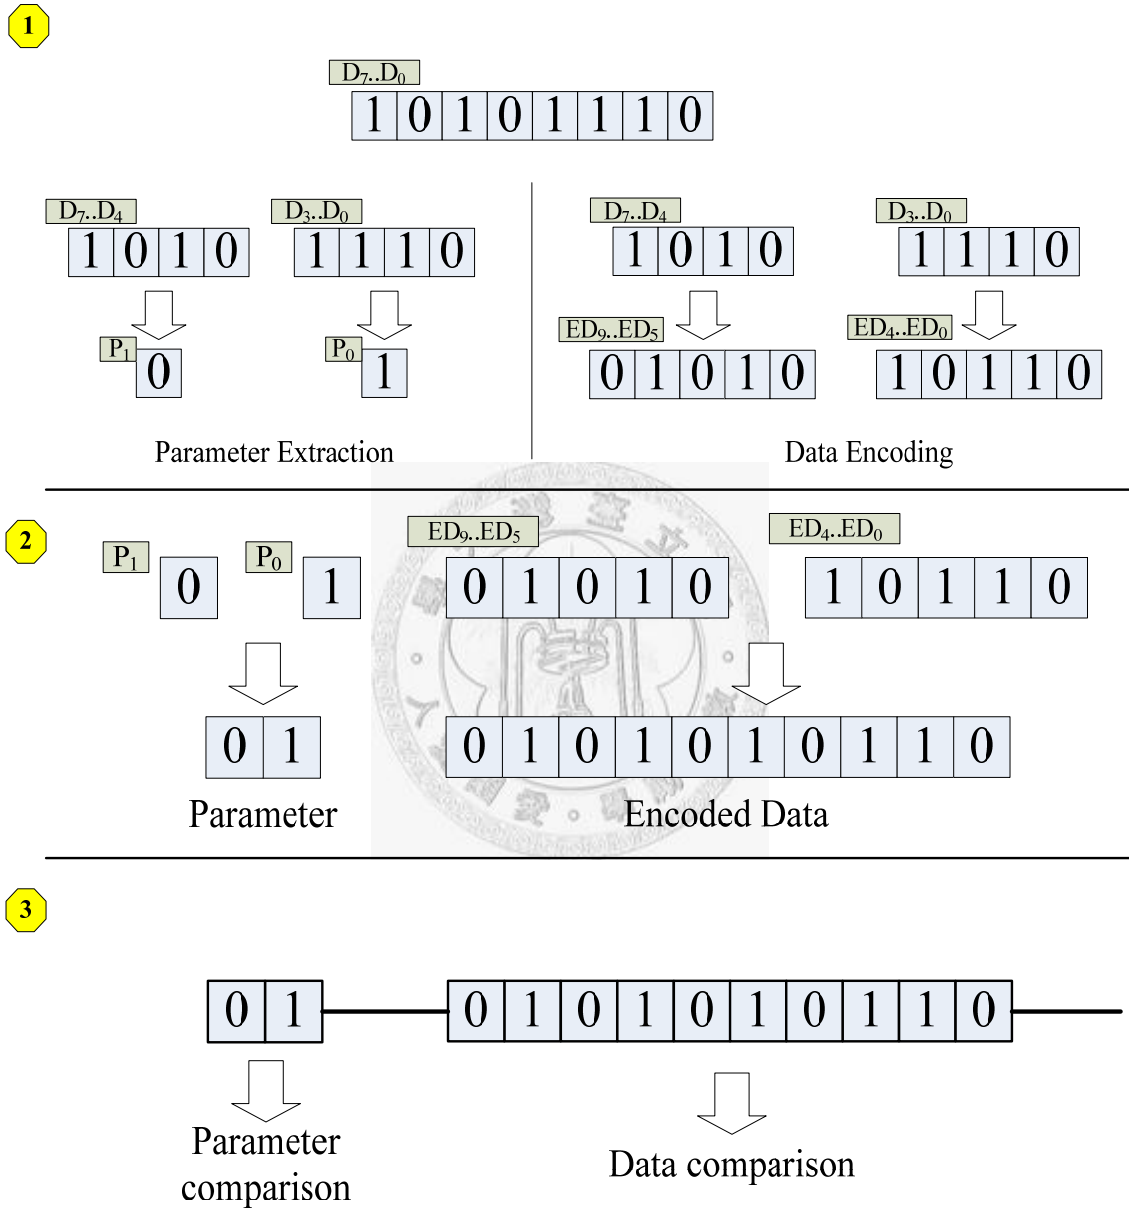 1
D₇..D₀
1 0 1 0 1 1 1 0
D₇..D₄
1 0 1 0
D₃..D₀
1 1 1 0
D₇..D₄
1 0 1 0
D₃..D₀
1 1 1 0
P₁
0
P₀
1
ED₉..ED₅
0 1 0 1 0
ED₄..ED₀
1 0 1 1 0
Parameter Extraction
Data Encoding
2
P₁
0
P₀
1
ED₉..ED₅
0 1 0 1 0
ED₄..ED₀
1 0 1 1 0
0 1
0 1 0 1 0 1 0 1 1 0
Parameter
Encoded Data
3
0 1
0 1 0 1 0 1 0 1 1 0
Parameter
comparison
Data comparison